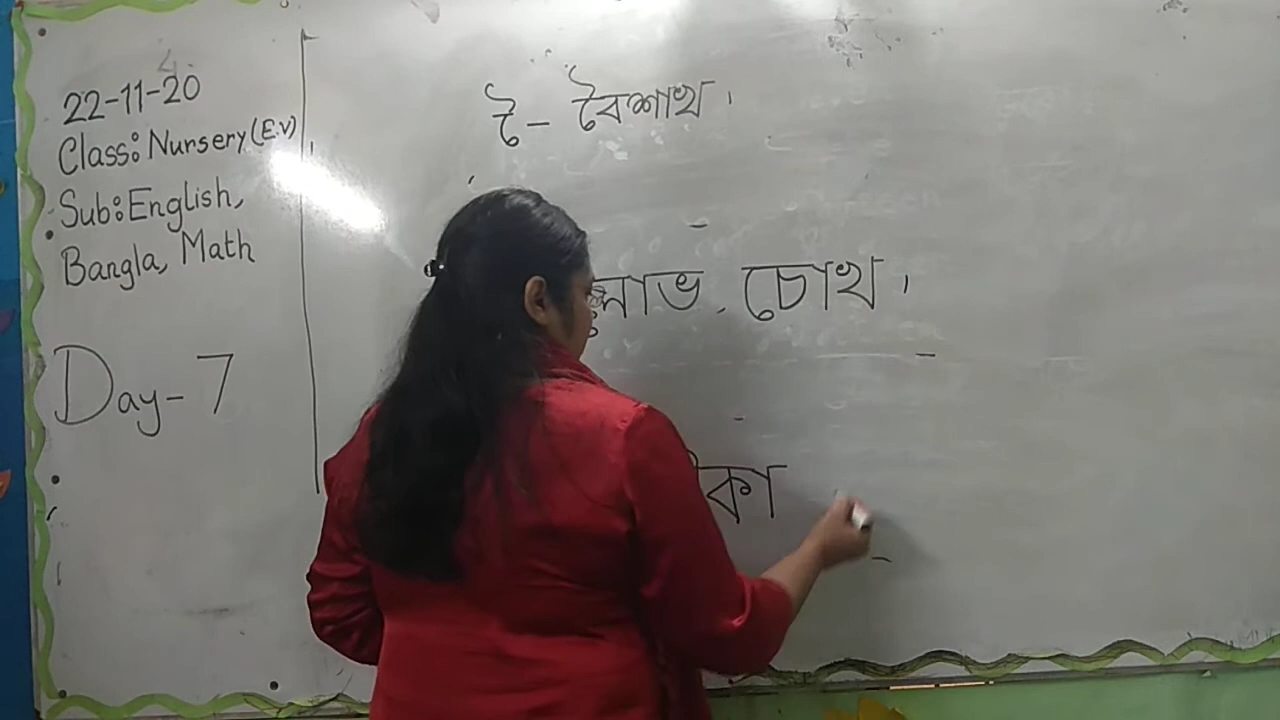 22-11-20
Class: Nursery (E.V)
Sub: English,
Bangla, Math
Day-7
ৈ - বৈশাখ।
লাভ, চোখ।
কা